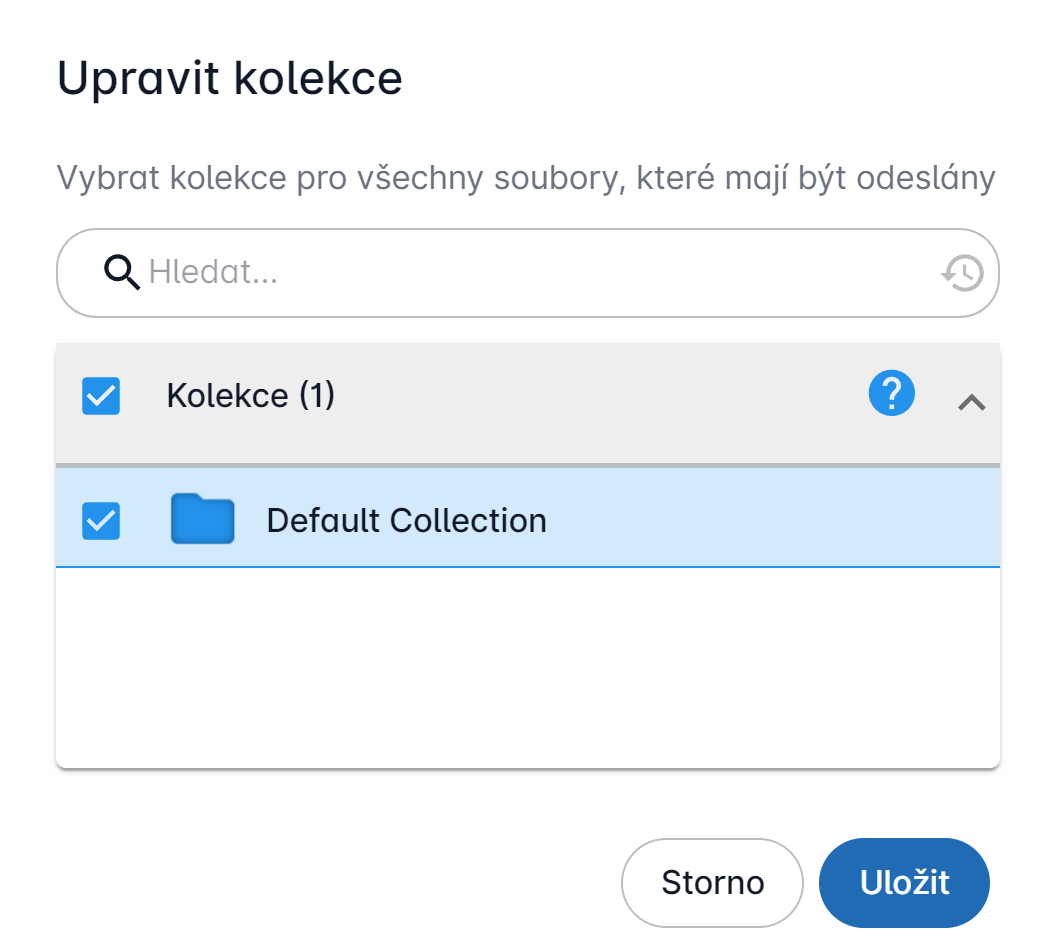 Upravit kolekce
Vybrat kolekce pro všechny soubory, které mají být odeslány
Hledat...
Kolekce (1)
?
Default Collection
Storno
Uložit